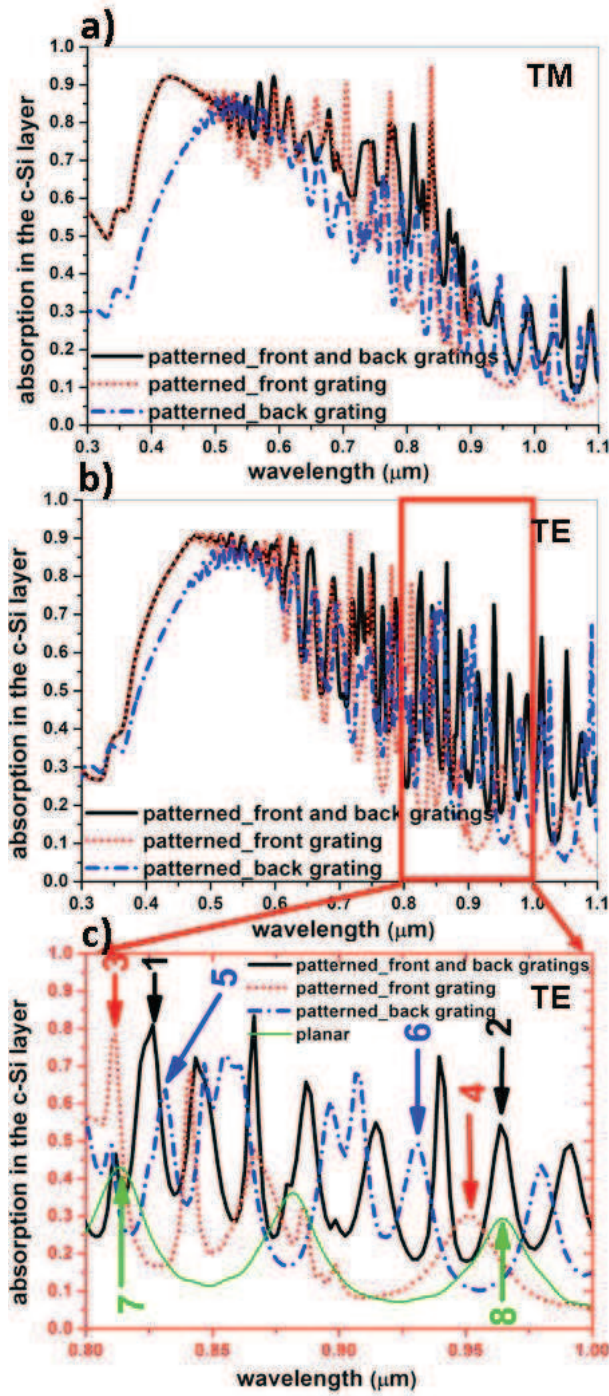 a)
TM
absorption in the c-Si layer
1.0
0.9
0.8
0.7
0.6
0.5
0.4
0.3
0.2
0.1
0.0
patterned_front and back gratings
patterned_front grating
patterned_back grating
0.3 0.4 0.5 0.6 0.7 0.8 0.9 1.0 1.1
wavelength (μm)
b)
TE
absorption in the c-Si layer
1.0
0.9
0.8
0.7
0.6
0.5
0.4
0.3
0.2
0.1
0.0
patterned_front and back gratings
patterned_front grating
patterned_back grating
0.3 0.4 0.5 0.6 0.7 0.8 0.9 1.0 1.1
wavelength (μm)
c)
TE
absorption in the c-Si layer
1.0
0.9
0.8
0.7
0.6
0.5
0.4
0.3
0.2
0.1
0.0
patterned_front and back gratings
patterned_front grating
patterned_back grating
planar
3
1
5
6
2
4
7
8
0.80 0.85 0.90 0.95 1.00
wavelength (μm)